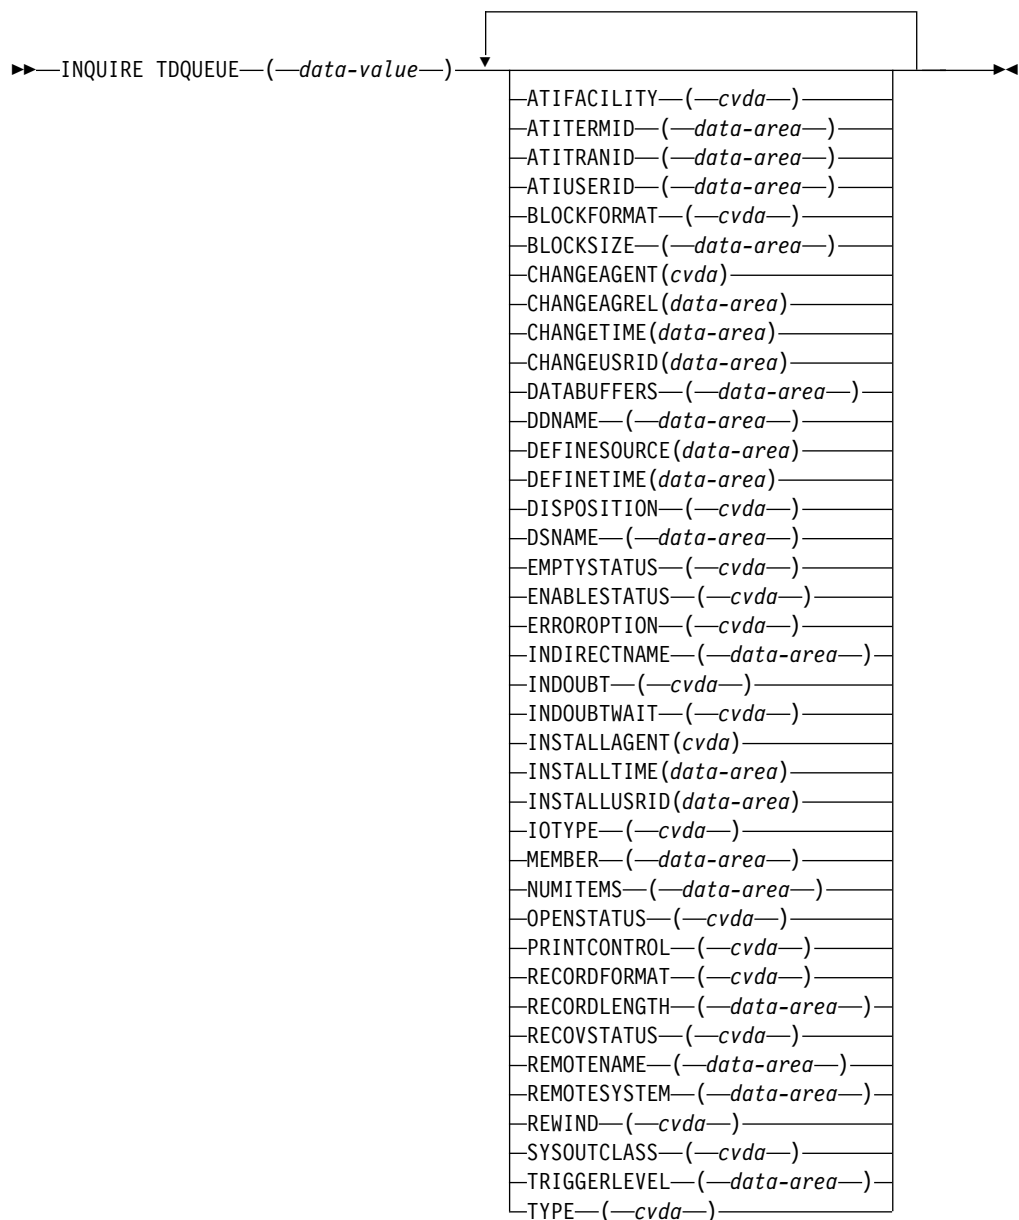 INQUIRE TDQUEUE ( data-value )
ATIFACILITY ( cvda )
ATITERMID ( data-area )
ATITRANID ( data-area )
ATIUSERID ( data-area )
BLOCKFORMAT ( cvda )
BLOCKSIZE ( data-area )
CHANGEAGENT(cvda)
CHANGEAGREL(data-area)
CHANGETIME(data-area)
CHANGEUSRID(data-area)
DATABUFFERS ( data-area )
DDNAME ( data-area )
DEFINESOURCE(data-area)
DEFINETIME(data-area)
DISPOSITION ( cvda )
DSNAME ( data-area )
EMPTYSTATUS ( cvda )
ENABLESTATUS ( cvda )
ERROROPTION ( cvda )
INDIRECTNAME ( data-area )
INDOUBT ( cvda )
INDOUBTWAIT ( cvda )
INSTALLAGENT(cvda)
INSTALLTIME(data-area)
INSTALLUSRID(data-area)
IOTYPE ( cvda )
MEMBER ( data-area )
NUMITEMS ( data-area )
OPENSTATUS ( cvda )
PRINTCONTROL ( cvda )
RECORDFORMAT ( cvda )
RECORDLENGTH ( data-area )
RECOVSTATUS ( cvda )
REMOTENAME ( data-area )
REMOTESYSTEM ( data-area )
REWIND ( cvda )
SYSOUTCLASS ( cvda )
TRIGGERLEVEL ( data-area )
TYPE ( cvda )